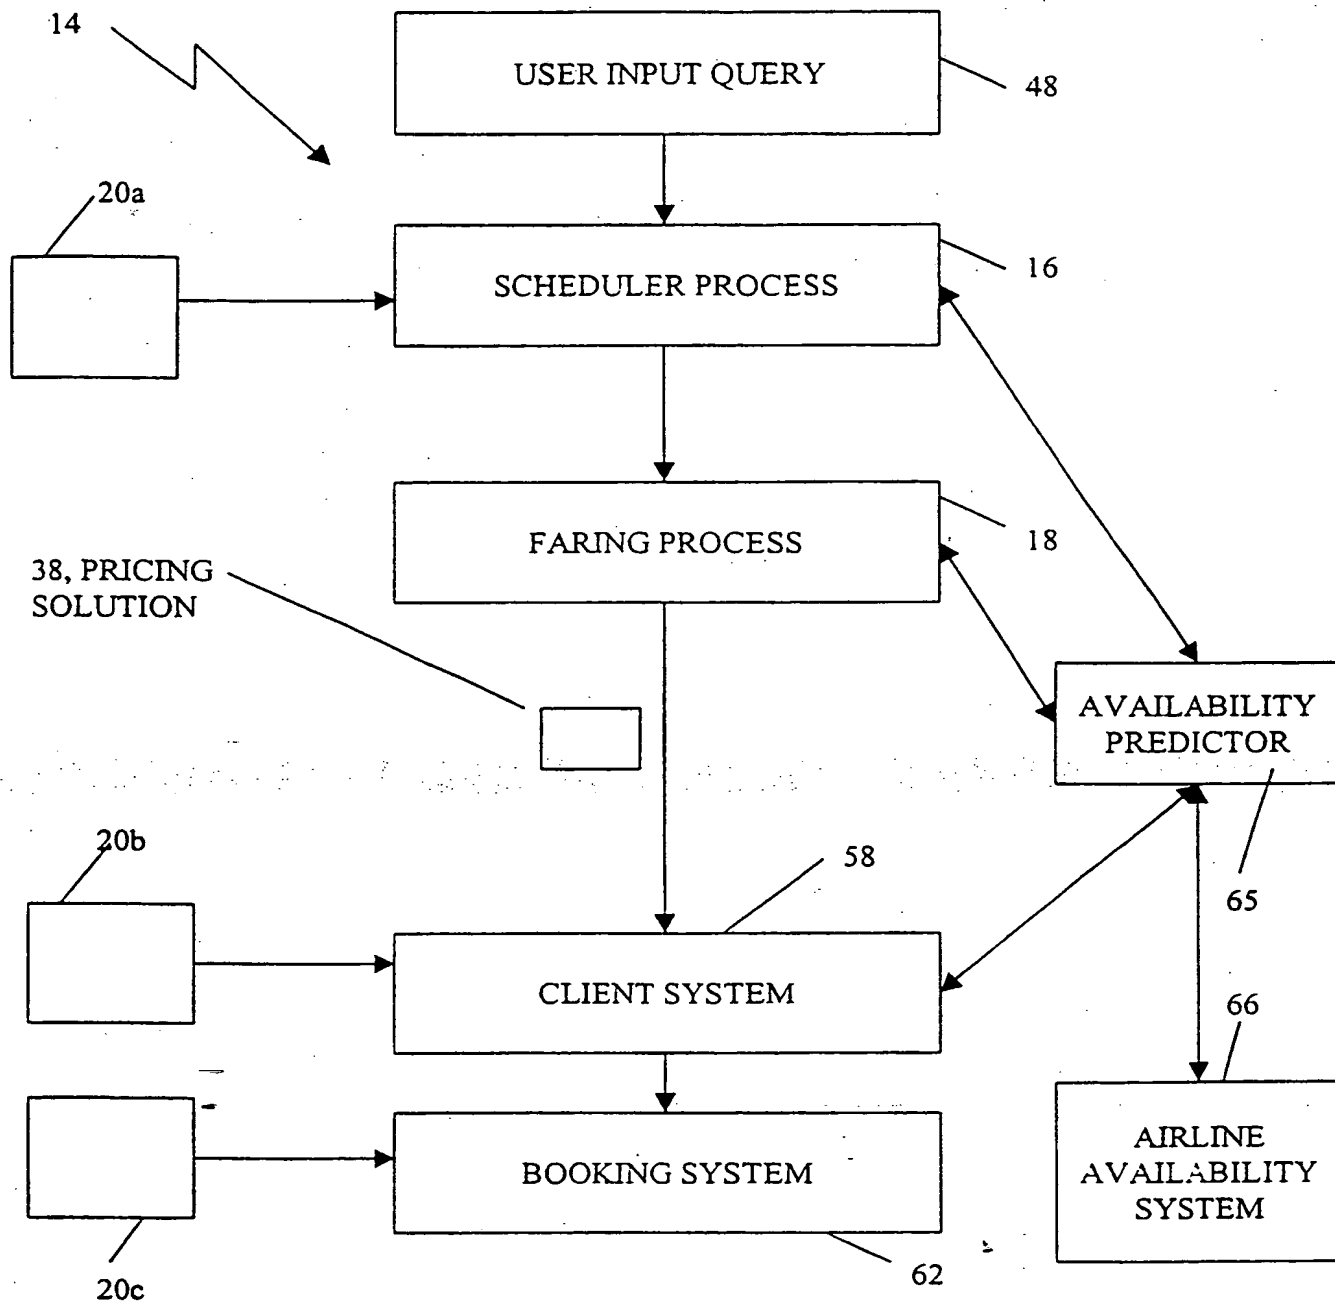 14
USER INPUT QUERY
48
20a
SCHEDULER PROCESS
16
FARING PROCESS
18
38, PRICING
SOLUTION
AVAILABILITY
PREDICTOR
20b
58
65
CLIENT SYSTEM
66
AIRLINE
AVAILABILITY
SYSTEM
BOOKING SYSTEM
62
20c